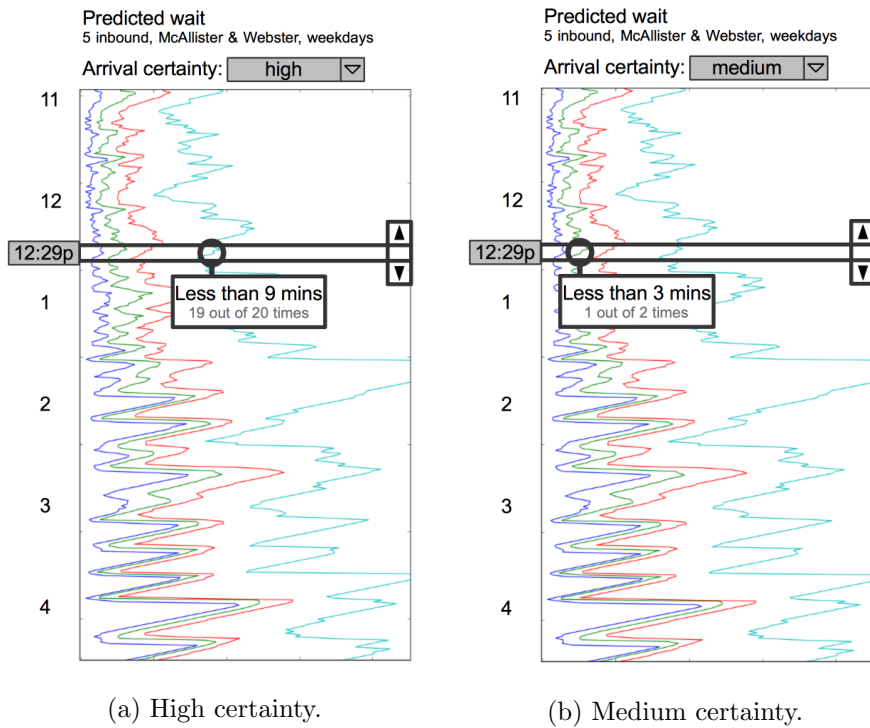 Predicted wait
5 inbound, McAllister & Webster, weekdays
Arrival certainty: high
11
12
12:29p
Less than 9 mins
19 out of 20 times
1
2
3
4
(a) High certainty.
Predicted wait
5 inbound, McAllister & Webster, weekdays
Arrival certainty: medium
11
12
12:29p
Less than 3 mins
1 out of 2 times
1
2
3
4
(b) Medium certainty.